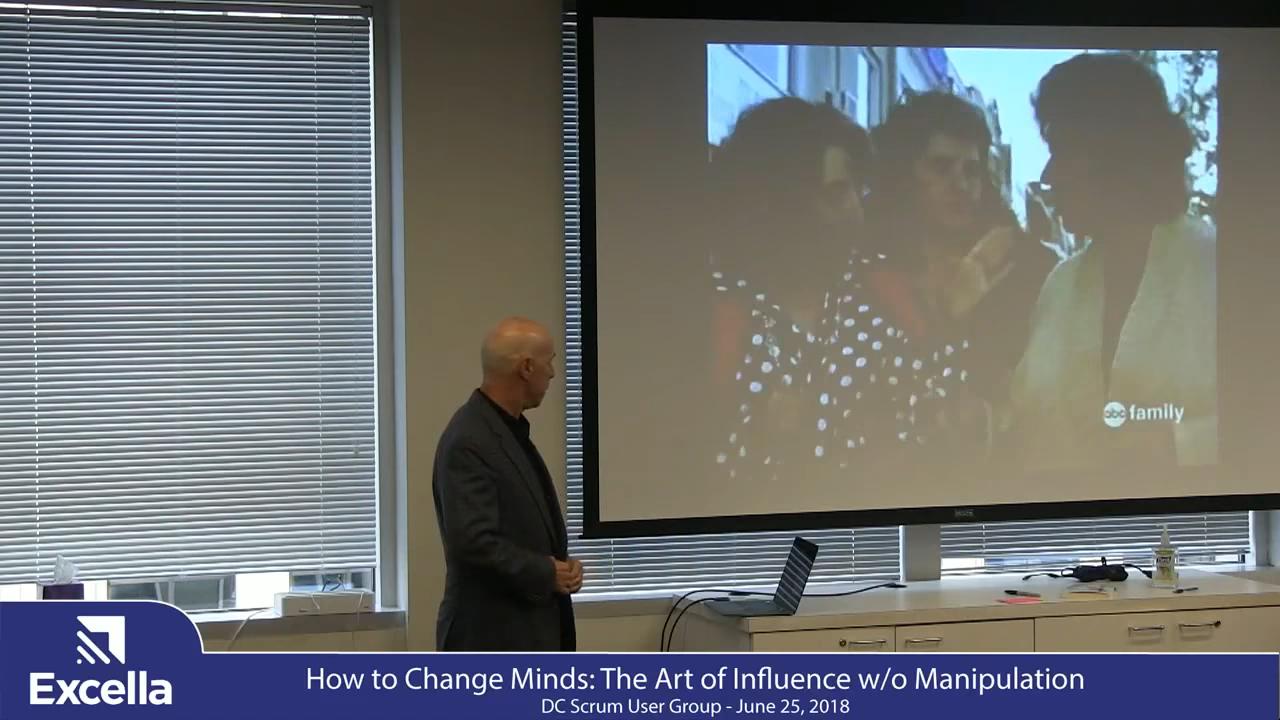 abc family
Excella
How to Change Minds: The Art of Influence w/o Manipulation
DC Scrum User Group - June 25, 2018